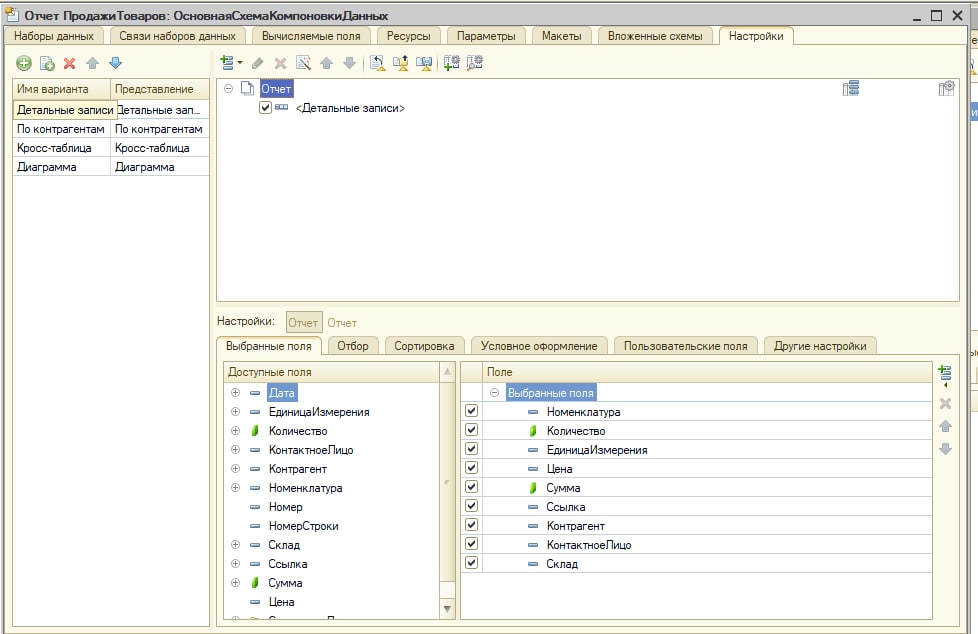 Отчет ПродажиТоваров: ОсновнаяСхемаКомпоновкиДанных
Наборы данных Связи наборов данных Вычисляемые поля Ресурсы Параметры Макеты Вложенные схемы Настройки
Имя варианта Представление
Детальные записи Детальные зап...
По контрагентам По контрагентам
Кросс-таблица Кросс-таблица
Диаграмма Диаграмма
Отчет
<Детальные записи>
Настройки: Отчет Отчет
Выбранные поля Отбор Сортировка Условное оформление Пользовательские поля Другие настройки
Доступные поля
Дата
ЕдиницаИзмерения
Количество
КонтактноеЛицо
Контрагент
Номенклатура
Номер
НомерСтроки
Склад
Ссылка
Сумма
Цена
Поле
Выбранные поля
Номенклатура
Количество
ЕдиницаИзмерения
Цена
Сумма
Ссылка
Контрагент
КонтактноеЛицо
Склад